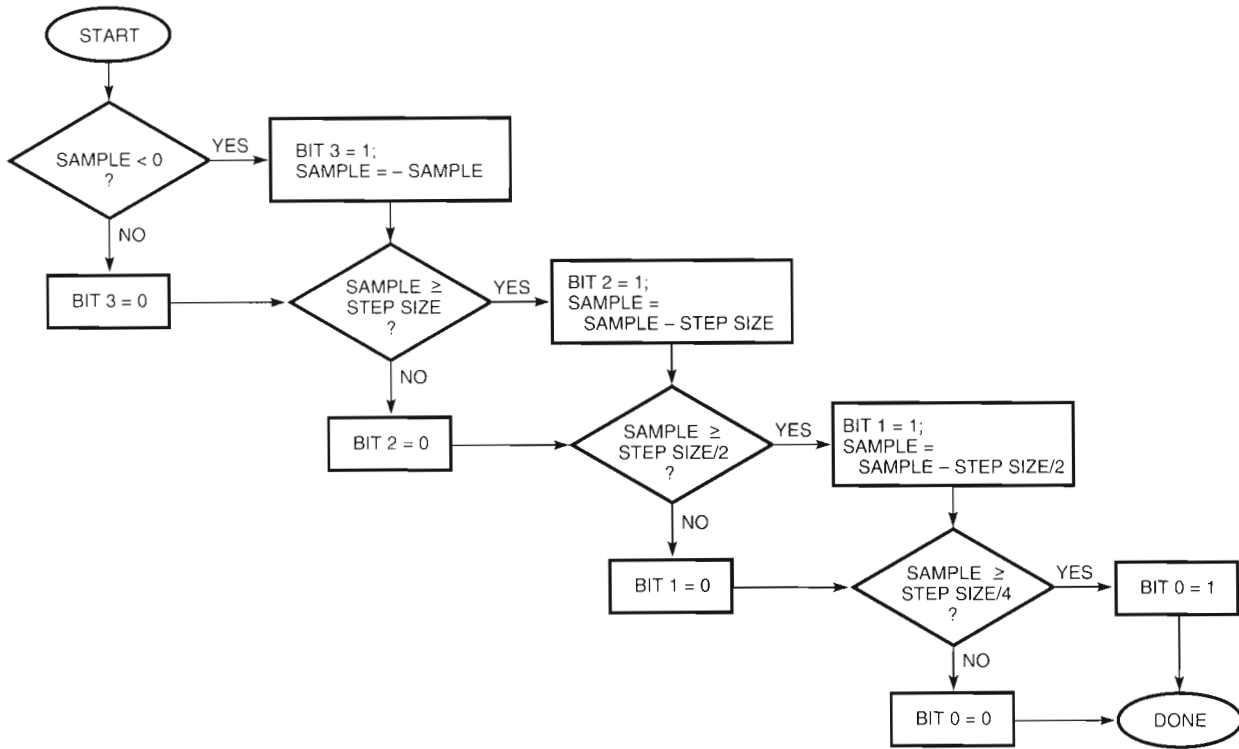 START
SAMPLE < 0
?
YES
BIT 3 = 1;
SAMPLE = – SAMPLE
NO
BIT 3 = 0
SAMPLE ≥
STEP SIZE
?
YES
BIT 2 = 1;
SAMPLE =
SAMPLE – STEP SIZE
NO
BIT 2 = 0
SAMPLE ≥
STEP SIZE/2
?
YES
BIT 1 = 1;
SAMPLE =
SAMPLE – STEP SIZE/2
NO
BIT 1 = 0
SAMPLE ≥
STEP SIZE/4
?
YES
BIT 0 = 1
NO
BIT 0 = 0
DONE